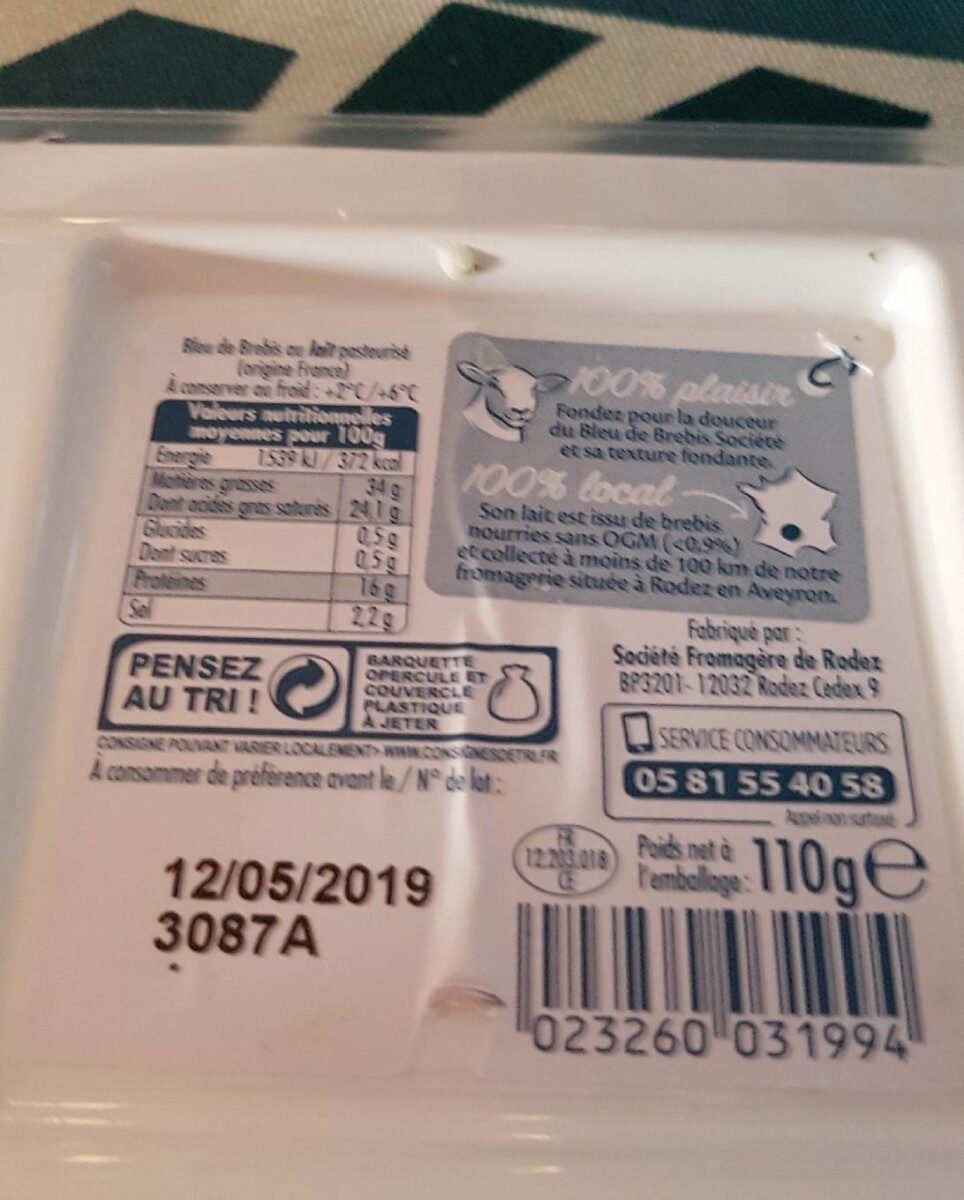 Bleu de Brebis au lait pasteurisé
(origine France)
À conserver au froid : +2°C/+6°C
Valeurs nutritionnelles
moyennes pour 100g
Energie 1539 kJ / 372 kcal
Matières grasses 34 g
Dont acides gras saturés 24,1 g
Glucides 0,5 g
Dont sucres 0,5 g
Protéines 16 g
Sel 2,2 g
PENSEZ
AU TRI !
BARQUETTE
OPERCULE ET
COUVERCLE
PLASTIQUE
À JETER
CONSIGNE POUVANT VARIER LOCALEMENT> WWW.CONSIGNESDETRI.FR
À consommer de préférence avant le / N° de lot :
12/05/2019
3087A
100% plaisir
Fondez pour la douceur
du Bleu de Brebis Société
et sa texture fondante.
100% local
Son lait est issu de brebis
nourries sans OGM (<0,9%)
et collecté à moins de 100 km de notre
fromagerie située à Rodez en Aveyron.
Fabriqué par :
Société Fromagère de Rodez
BP3201- 12032 Rodez Cedex 9
SERVICE CONSOMMATEURS
05 81 55 40 58
Appel non surtaxé
FR
12.203.018
CE
Poids net à
l'emballage : 110g e
023260 031994